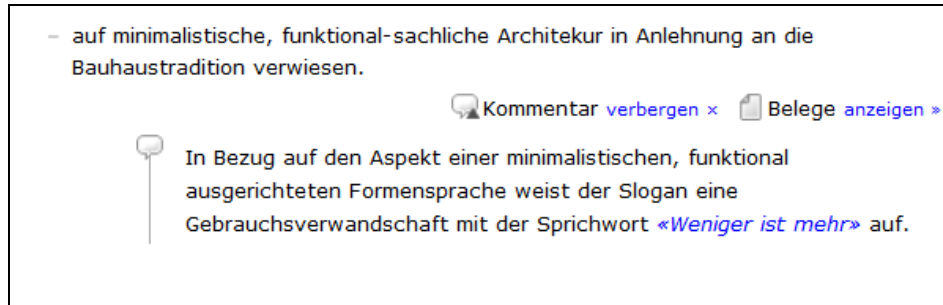 – auf minimalistische, funktional-sachliche Architekur in Anlehnung an die
Bauhaustradition verwiesen.
Kommentar verbergen × Belege anzeigen »
In Bezug auf den Aspekt einer minimalistischen, funktional
ausgerichteten Formensprache weist der Slogan eine
Gebrauchsverwandschaft mit der Sprichwort «Weniger ist mehr» auf.